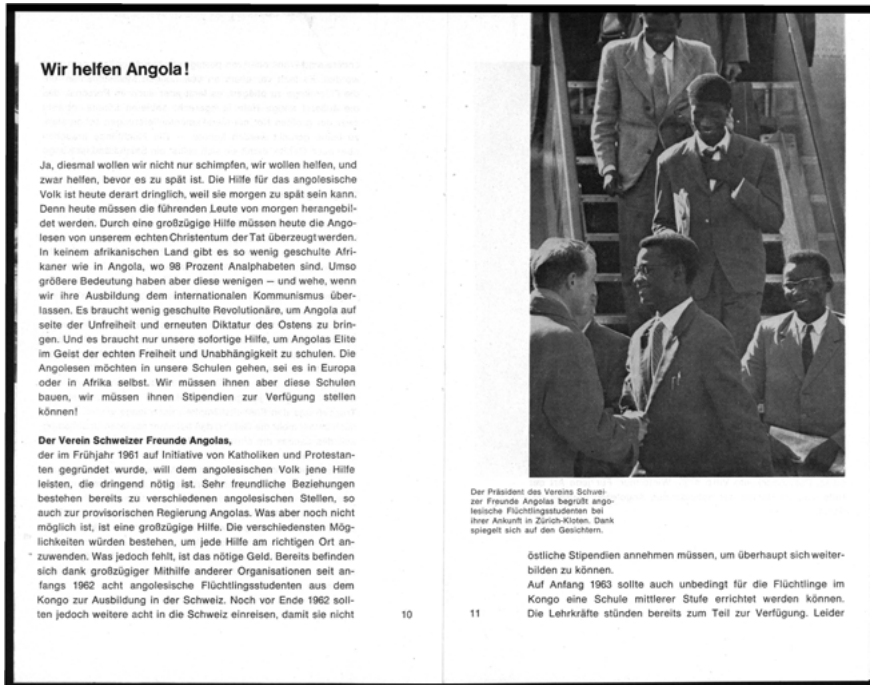 Wir helfen Angola!
Ja, diesmal wollen wir nicht nur schimpfen, wir wollen helfen, und
zwar helfen, bevor es zu spät ist. Die Hilfe für das angolesische
Volk ist heute derart dringlich, weil sie morgen zu spät sein kann.
Denn heute müssen die führenden Leute von morgen herangebil-
det werden. Durch eine großzügige Hilfe müssen heute die Ango-
lesen von unserem echten Christentum der Tat überzeugt werden.
In keinem afrikanischen Land gibt es so wenig geschulte Afri-
kaner wie in Angola, wo 98 Prozent Analphabeten sind. Umso
größere Bedeutung haben aber diese wenigen — und wehe, wenn
wir ihre Ausbildung dem internationalen Kommunismus über-
lassen. Es braucht wenig geschulte Revolutionäre, um Angola auf
seite der Unfreiheit und erneuten Diktatur des Ostens zu brin-
gen. Und es braucht nur unsere sofortige Hilfe, um Angolas Elite
im Geist der echten Freiheit und Unabhängigkeit zu schulen. Die
Angolesen möchten in unsere Schulen gehen, sei es in Europa
oder in Afrika selbst. Wir müssen ihnen aber diese Schulen
bauen, wir müssen ihnen Stipendien zur Verfügung stellen
können!
Der Verein Schweizer Freunde Angolas,
der im Frühjahr 1961 auf Initiative von Katholiken und Protestan-
ten gegründet wurde, will dem angolesischen Volk jene Hilfe
leisten, die dringend nötig ist. Sehr freundliche Beziehungen
bestehen bereits zu verschiedenen angolesischen Stellen, so
auch zur provisorischen Regierung Angolas. Was aber noch nicht
möglich ist, ist eine großzügige Hilfe. Die verschiedensten Mög-
lichkeiten würden bestehen, um jede Hilfe am richtigen Ort an-
zuwenden. Was jedoch fehlt, ist das nötige Geld. Bereits befinden
sich dank großzügiger Mithilfe anderer Organisationen seit an-
fangs 1962 acht angolesische Flüchtlingsstudenten aus dem
Kongo zur Ausbildung in der Schweiz. Noch vor Ende 1962 soll-
ten jedoch weitere acht in die Schweiz einreisen, damit sie nicht
10
Der Präsident des Vereins Schwei-
zer Freunde Angolas begrüßt ango-
lesische Flüchtlingsstudenten bei
ihrer Ankunft in Zürich-Kloten. Dank
spiegelt sich auf den Gesichtern.
östliche Stipendien annehmen müssen, um überhaupt sich weiter-
bilden zu können.
Auf Anfang 1963 sollte auch unbedingt für die Flüchtlinge im
Kongo eine Schule mittlerer Stufe errichtet werden können.
Die Lehrkräfte stünden bereits zum Teil zur Verfügung. Leider
11